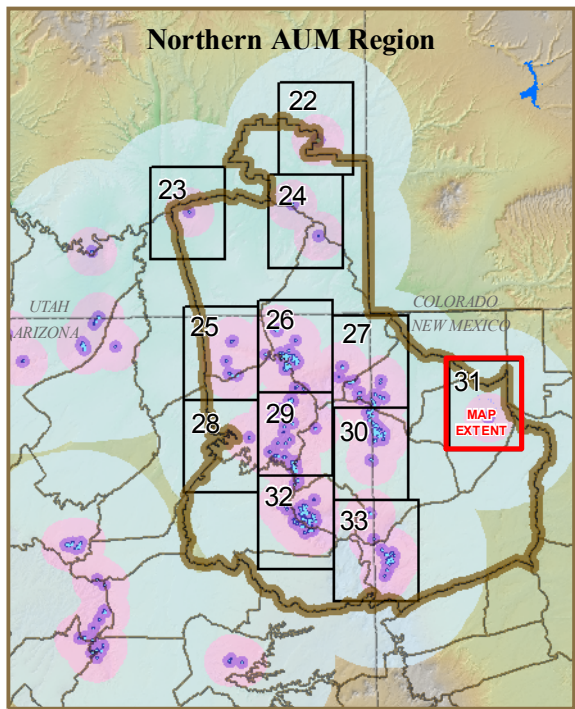 Northern AUM Region
22
23
24
UTAH
ARIZONA
COLORADO
NEW MEXICO
25
26
27
28
29
30
31
MAP
EXTENT
32
33